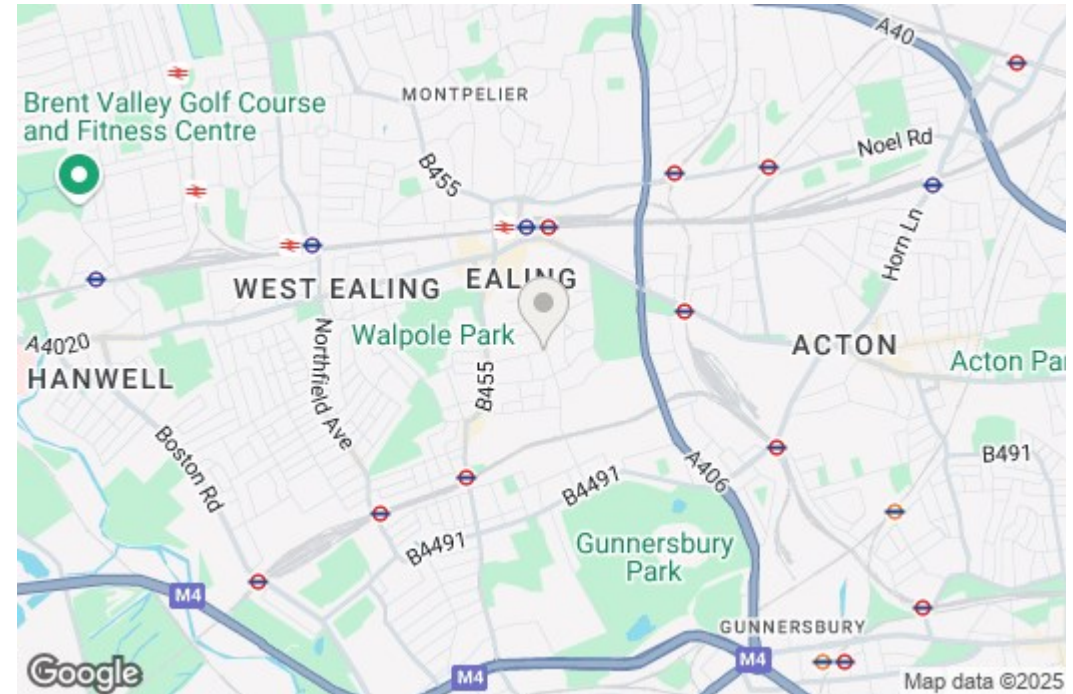 A40
Brent Valley Golf Course
and Fitness Centre
MONTPELIER
Noel Rd
B455
Horn Ln
WEST EALING
EALING
Walpole Park
A4020
HANWELL
Northfield Ave
B455
ACTON
Acton Par
Boston Rd
B4491
A406
B491
B4491
Gunnersbury
Park
M4
GUNNERSBURY
M4
M4
Google
Map data ©2025